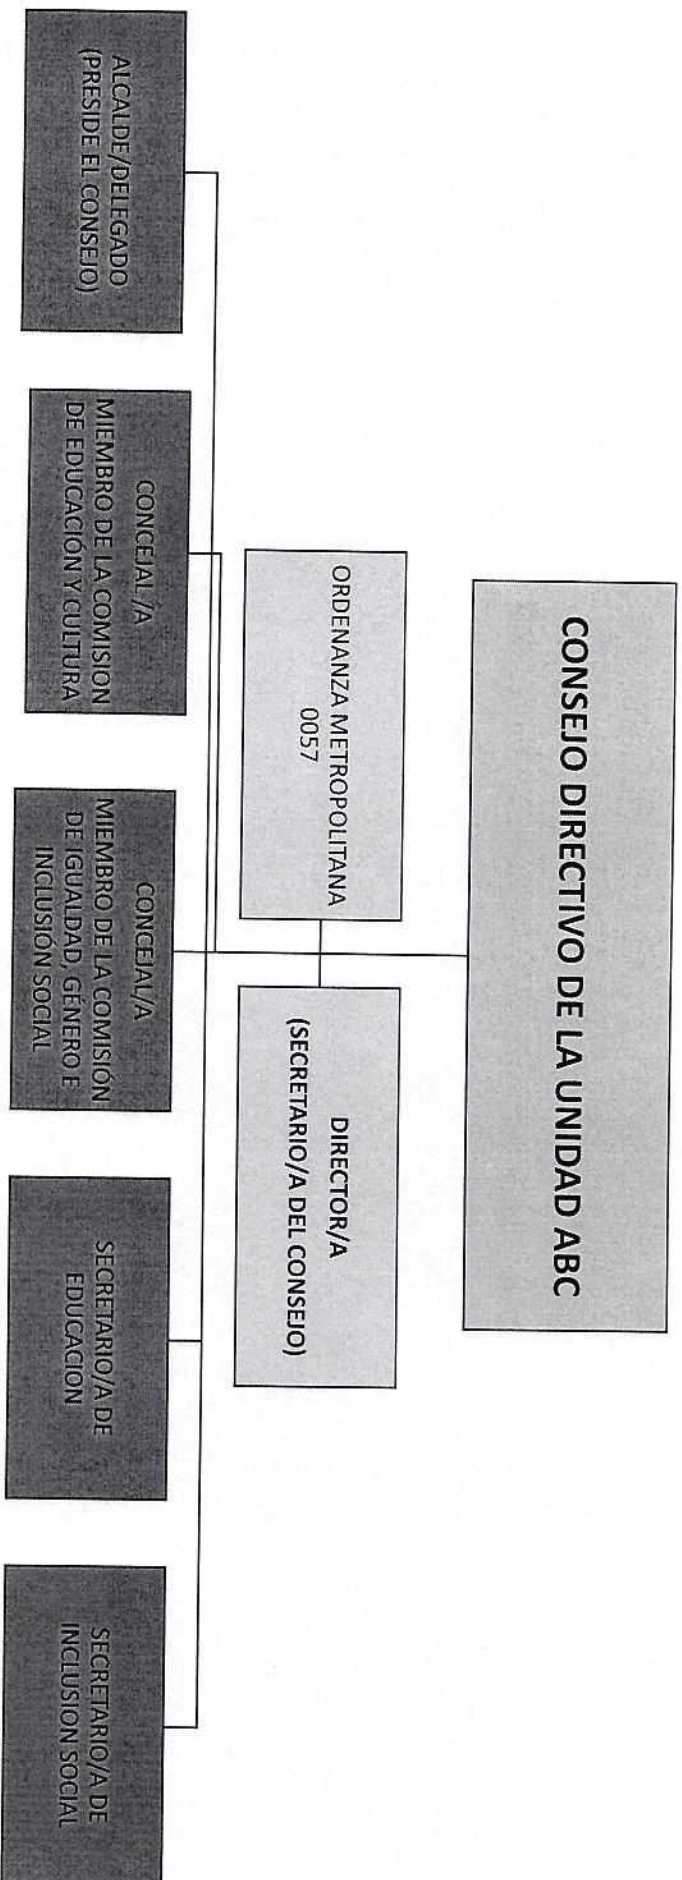 CONSEJO DIRECTIVO DE LA UNIDAD ABC
ORDENANZA METROPOLITANA
0057
DIRECTOR/A
(SECRETARIO/A DEL CONSEJO)
ALCALDE/DELEGADO
(PRESIDE EL CONSEJO)
CONCEJAL /A
MIEMBRO DE LA COMISION
DE EDUCACIÓN Y CULTURA
CONCEJAL/A
MIEMBRO DE LA COMISIÓN
DE IGUALDAD, GÉNERO E
INCLUSIÓN SOCIAL
SECRETARIO/A DE
EDUCACION
SECRETARIO/A DE
INCLUSION SOCIAL